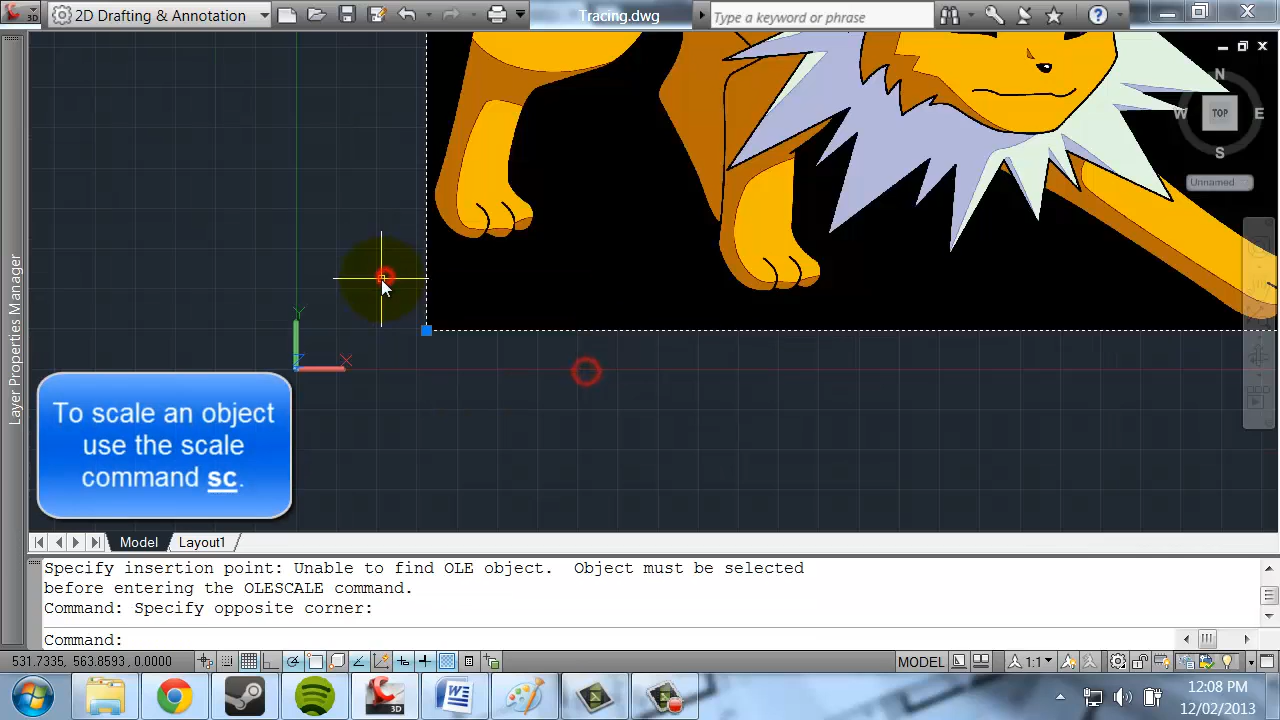 3D
2D Drafting & Annotation
Tracing.dwg
Type a keyword or phrase
N
W
TOP
E
S
Unnamed
Layer Properties Manager
Y
X
To scale an object
use the scale
command sc.
Model
Layout1
Specify insertion point: Unable to find OLE object.  Object must be selected
before entering the OLESCALE command.
Command: Specify opposite corner:
Command:
531.7335, 563.8593, 0.0000
MODEL
1:1
3D
12:08 PM
12/02/2013